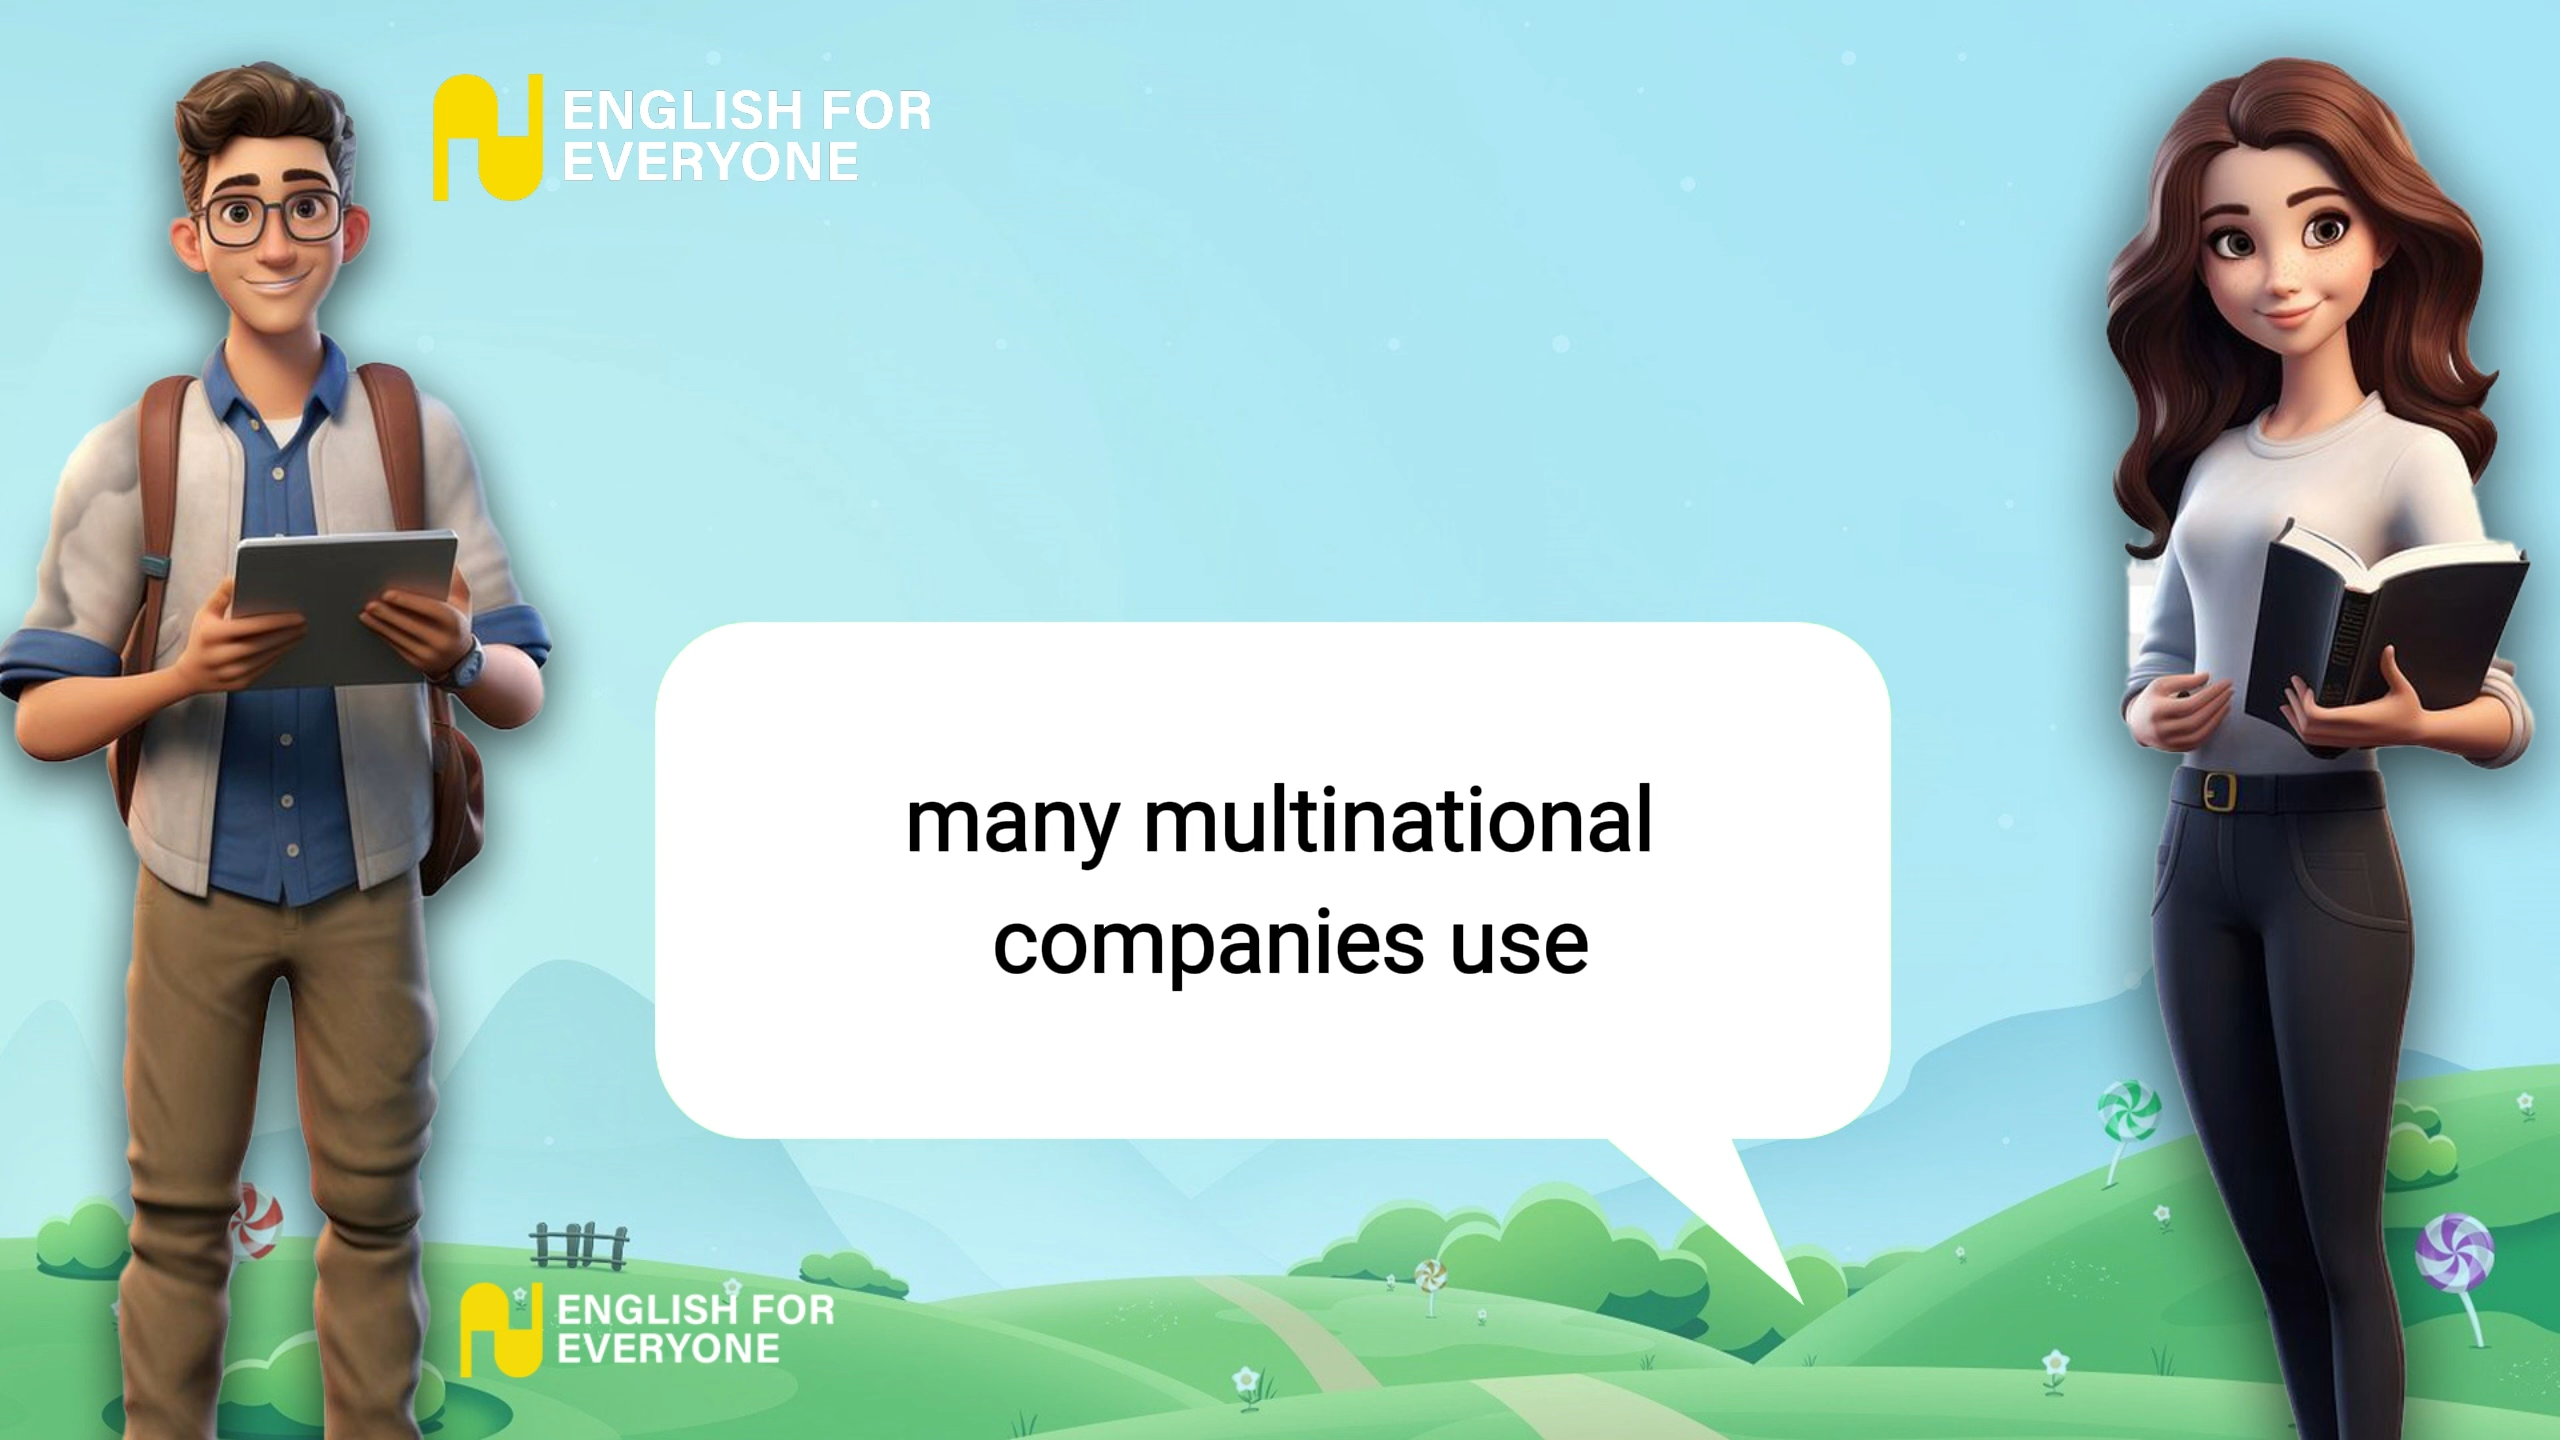 ENGLISH FOR
EVERYONE
many multinational
companies use
ENGLISH FOR
EVERYONE